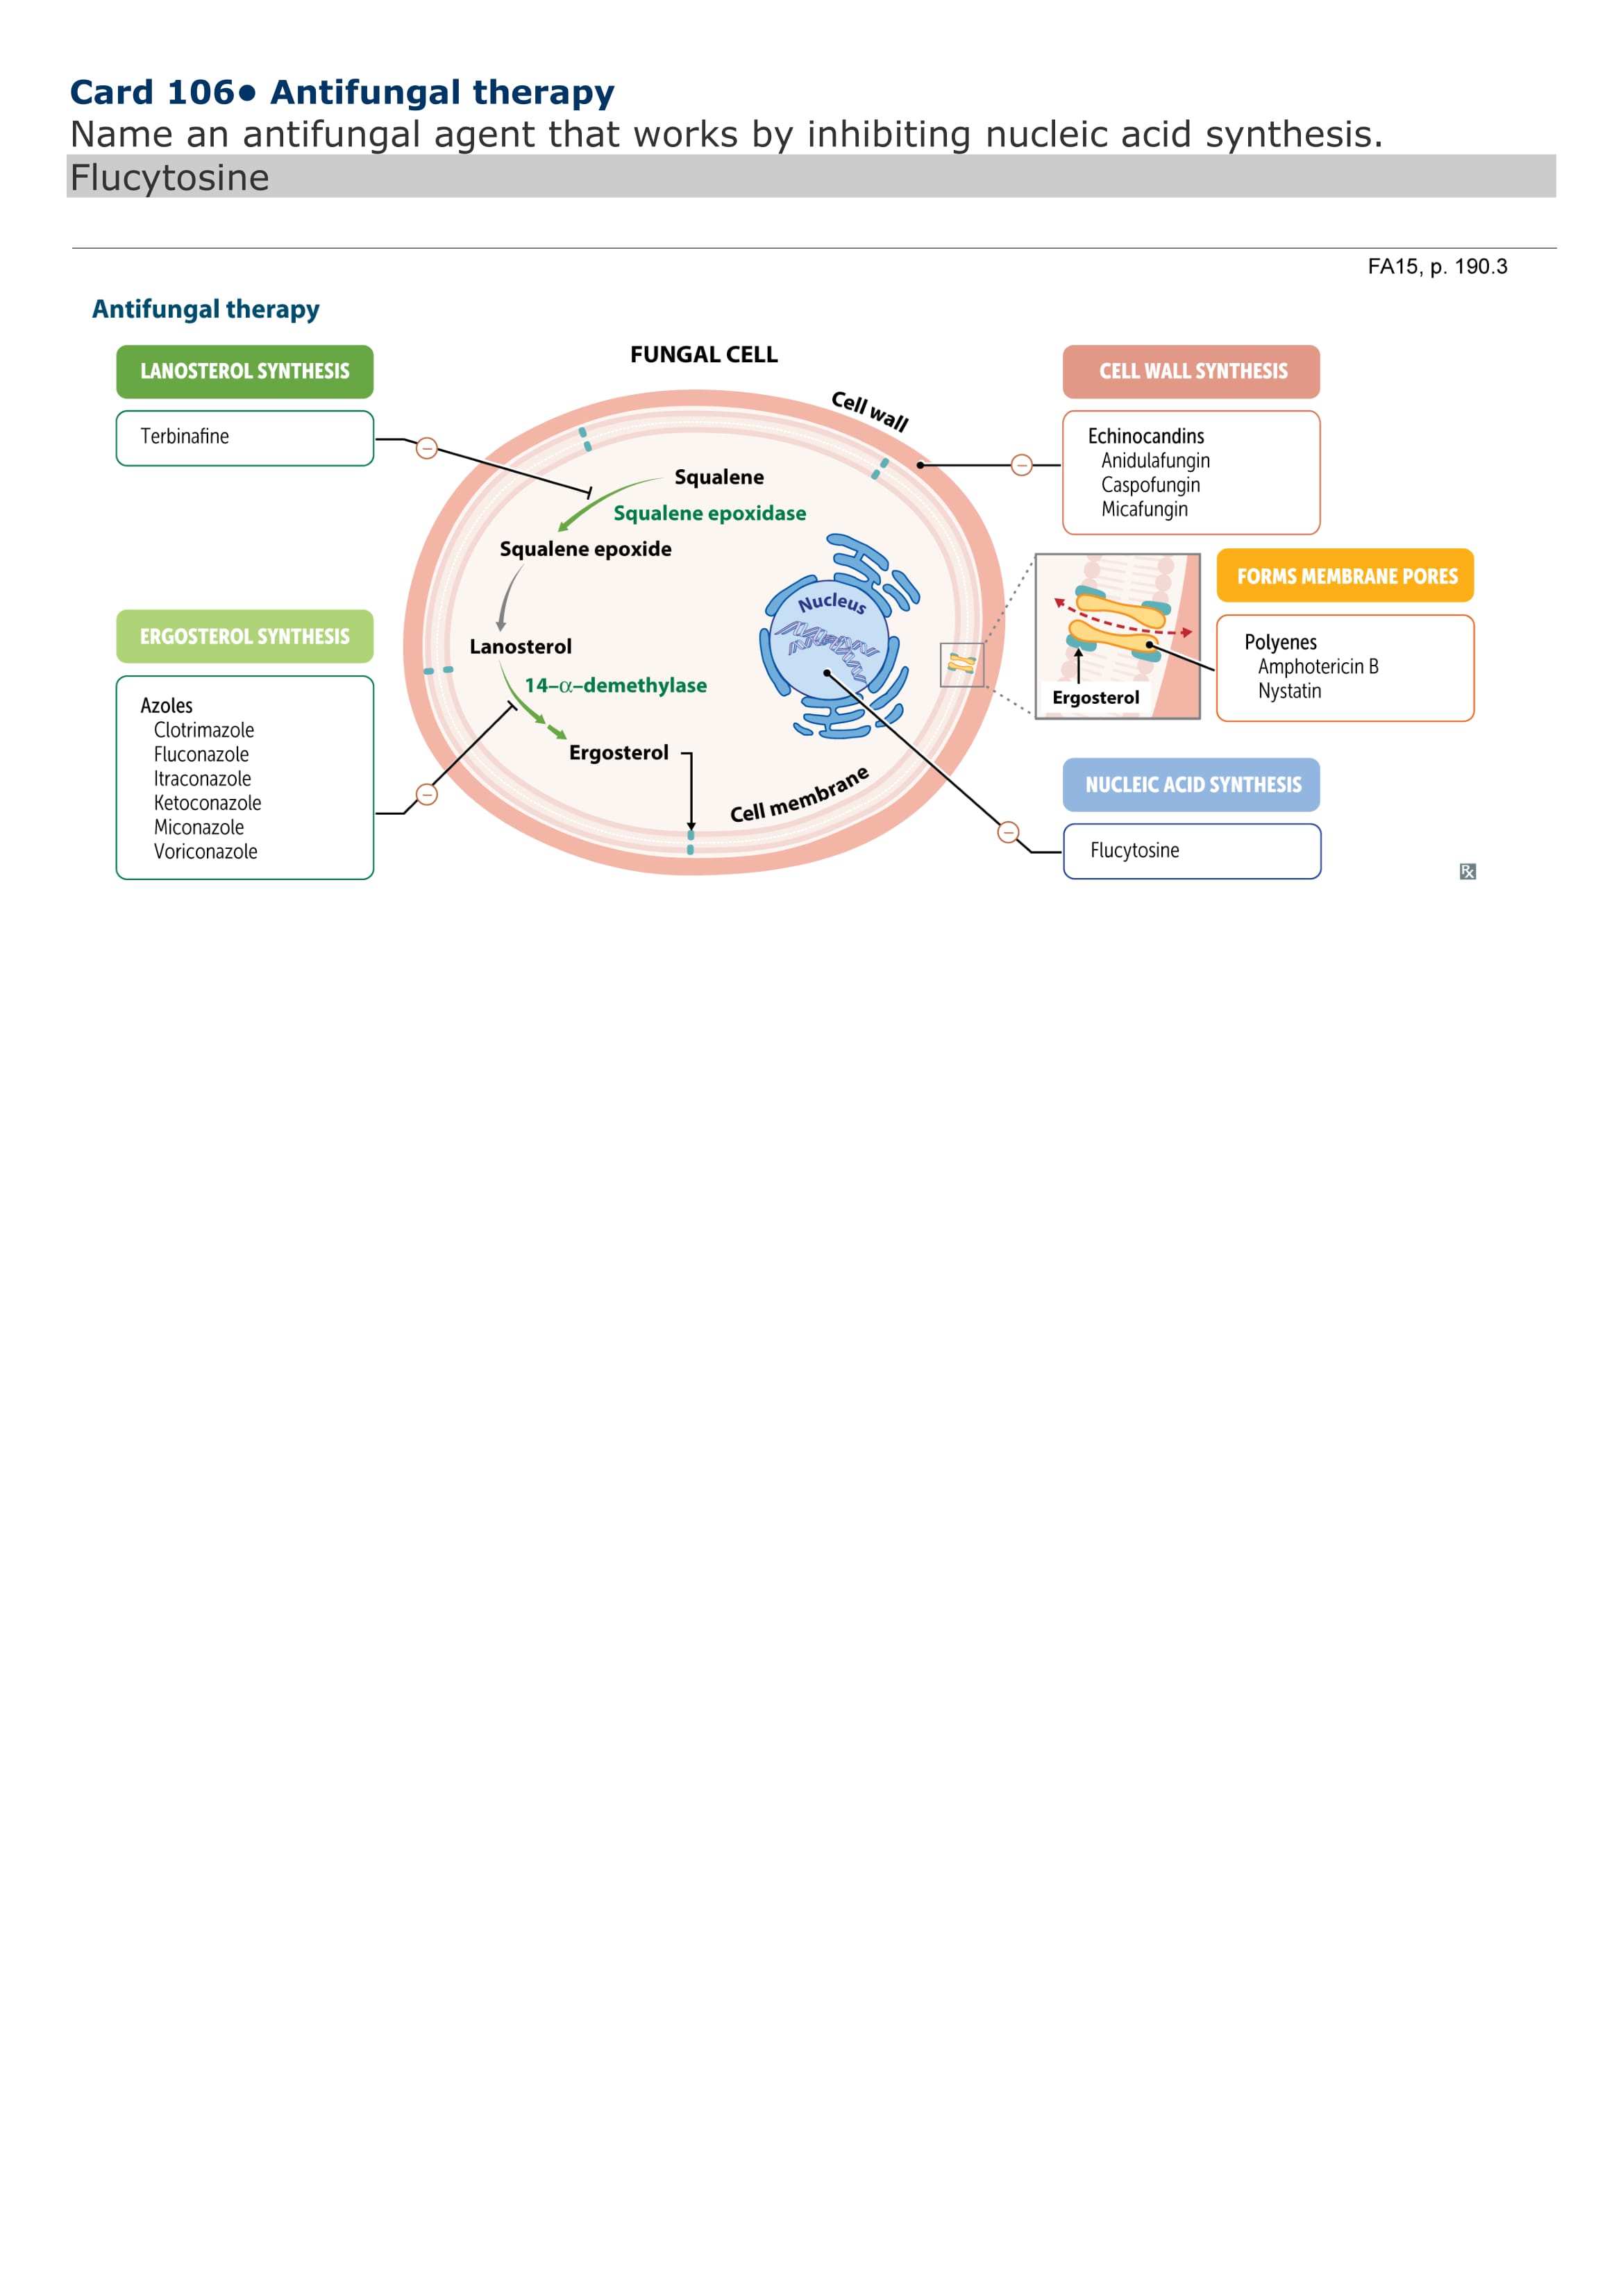 Card 106● Antifungal therapy
Name an antifungal agent that works by inhibiting nucleic acid synthesis.
Flucytosine
FA15, p. 190.3
Antifungal therapy
FUNGAL CELL
LANOSTEROL SYNTHESIS
Terbinafine
ERGOSTEROL SYNTHESIS
Azoles
Clotrimazole
Fluconazole
Itraconazole
Ketoconazole
Miconazole
Voriconazole
Cell wall
Squalene
Squalene epoxidase
Squalene epoxide
Lanosterol
14–α–demethylase
Ergosterol
Nucleus
Cell membrane
CELL WALL SYNTHESIS
Echinocandins
Anidulafungin
Caspofungin
Micafungin
Ergosterol
FORMS MEMBRANE PORES
Polyenes
Amphotericin B
Nystatin
NUCLEIC ACID SYNTHESIS
Flucytosine
Rx